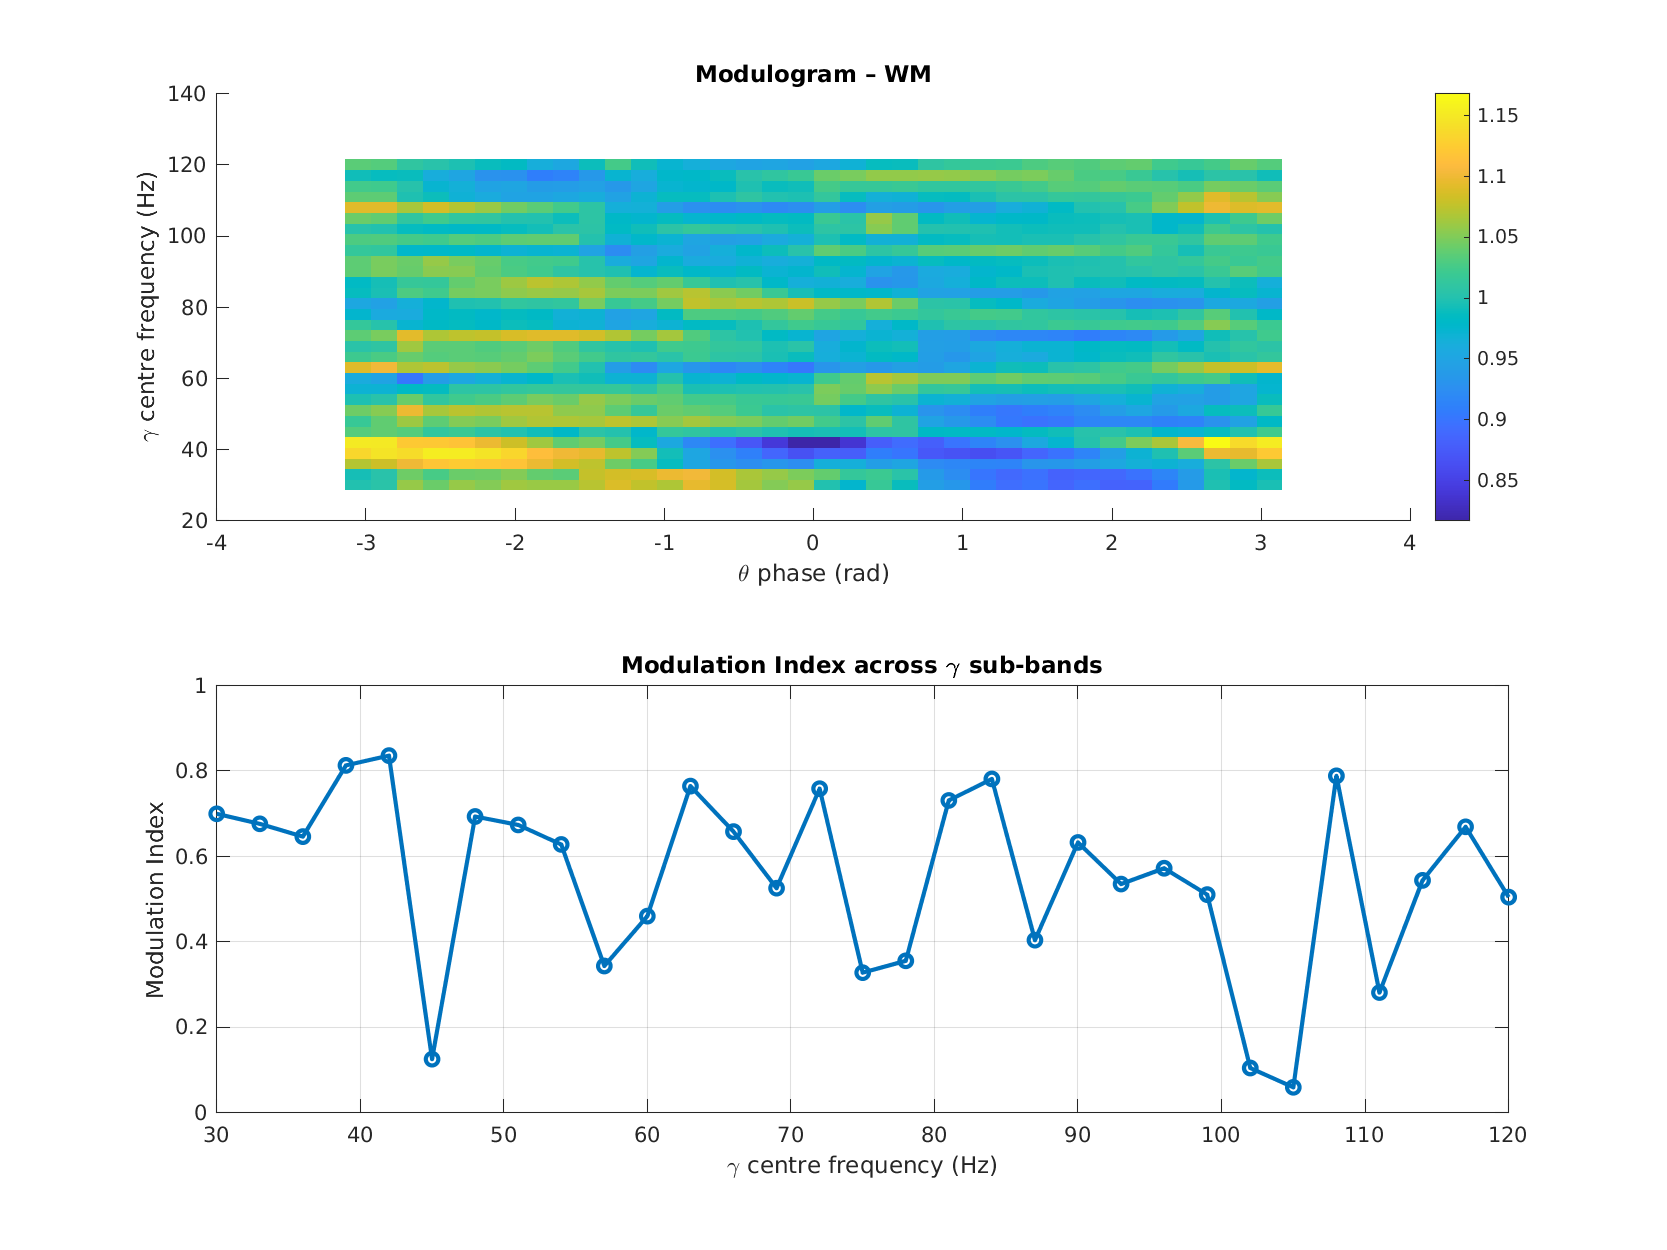 Modulogram – WM
140
120
100
80
60
40
20
γ centre frequency (Hz)
-4 -3 -2 -1 0 1 2 3 4
θ phase (rad)
1.15
1.1
1.05
1
0.95
0.9
0.85
Modulation Index across γ sub-bands
1
0.8
0.6
0.4
0.2
0
Modulation Index
30 40 50 60 70 80 90 100 110 120
γ centre frequency (Hz)